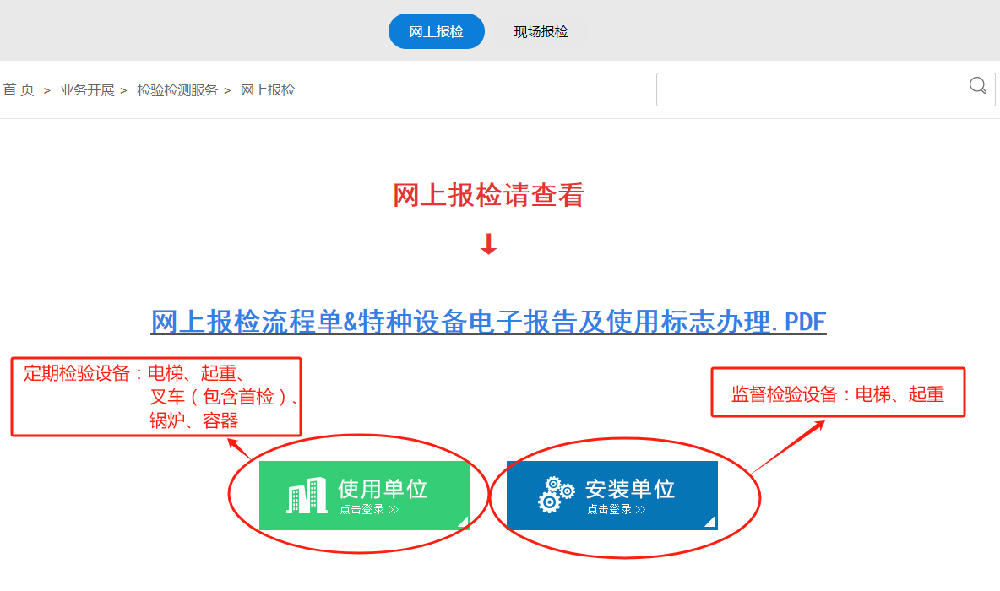 网上报检 现场报检
首页 > 业务开展 > 检验检测服务 > 网上报检
网上报检请查看
网上报检流程单&特种设备电子报告及使用标志办理.PDF
定期检验设备：电梯、起重、
叉车（包含首检）、
锅炉、容器
监督检验设备：电梯、起重
使用单位
点击登录 >>
安装单位
点击登录 >>